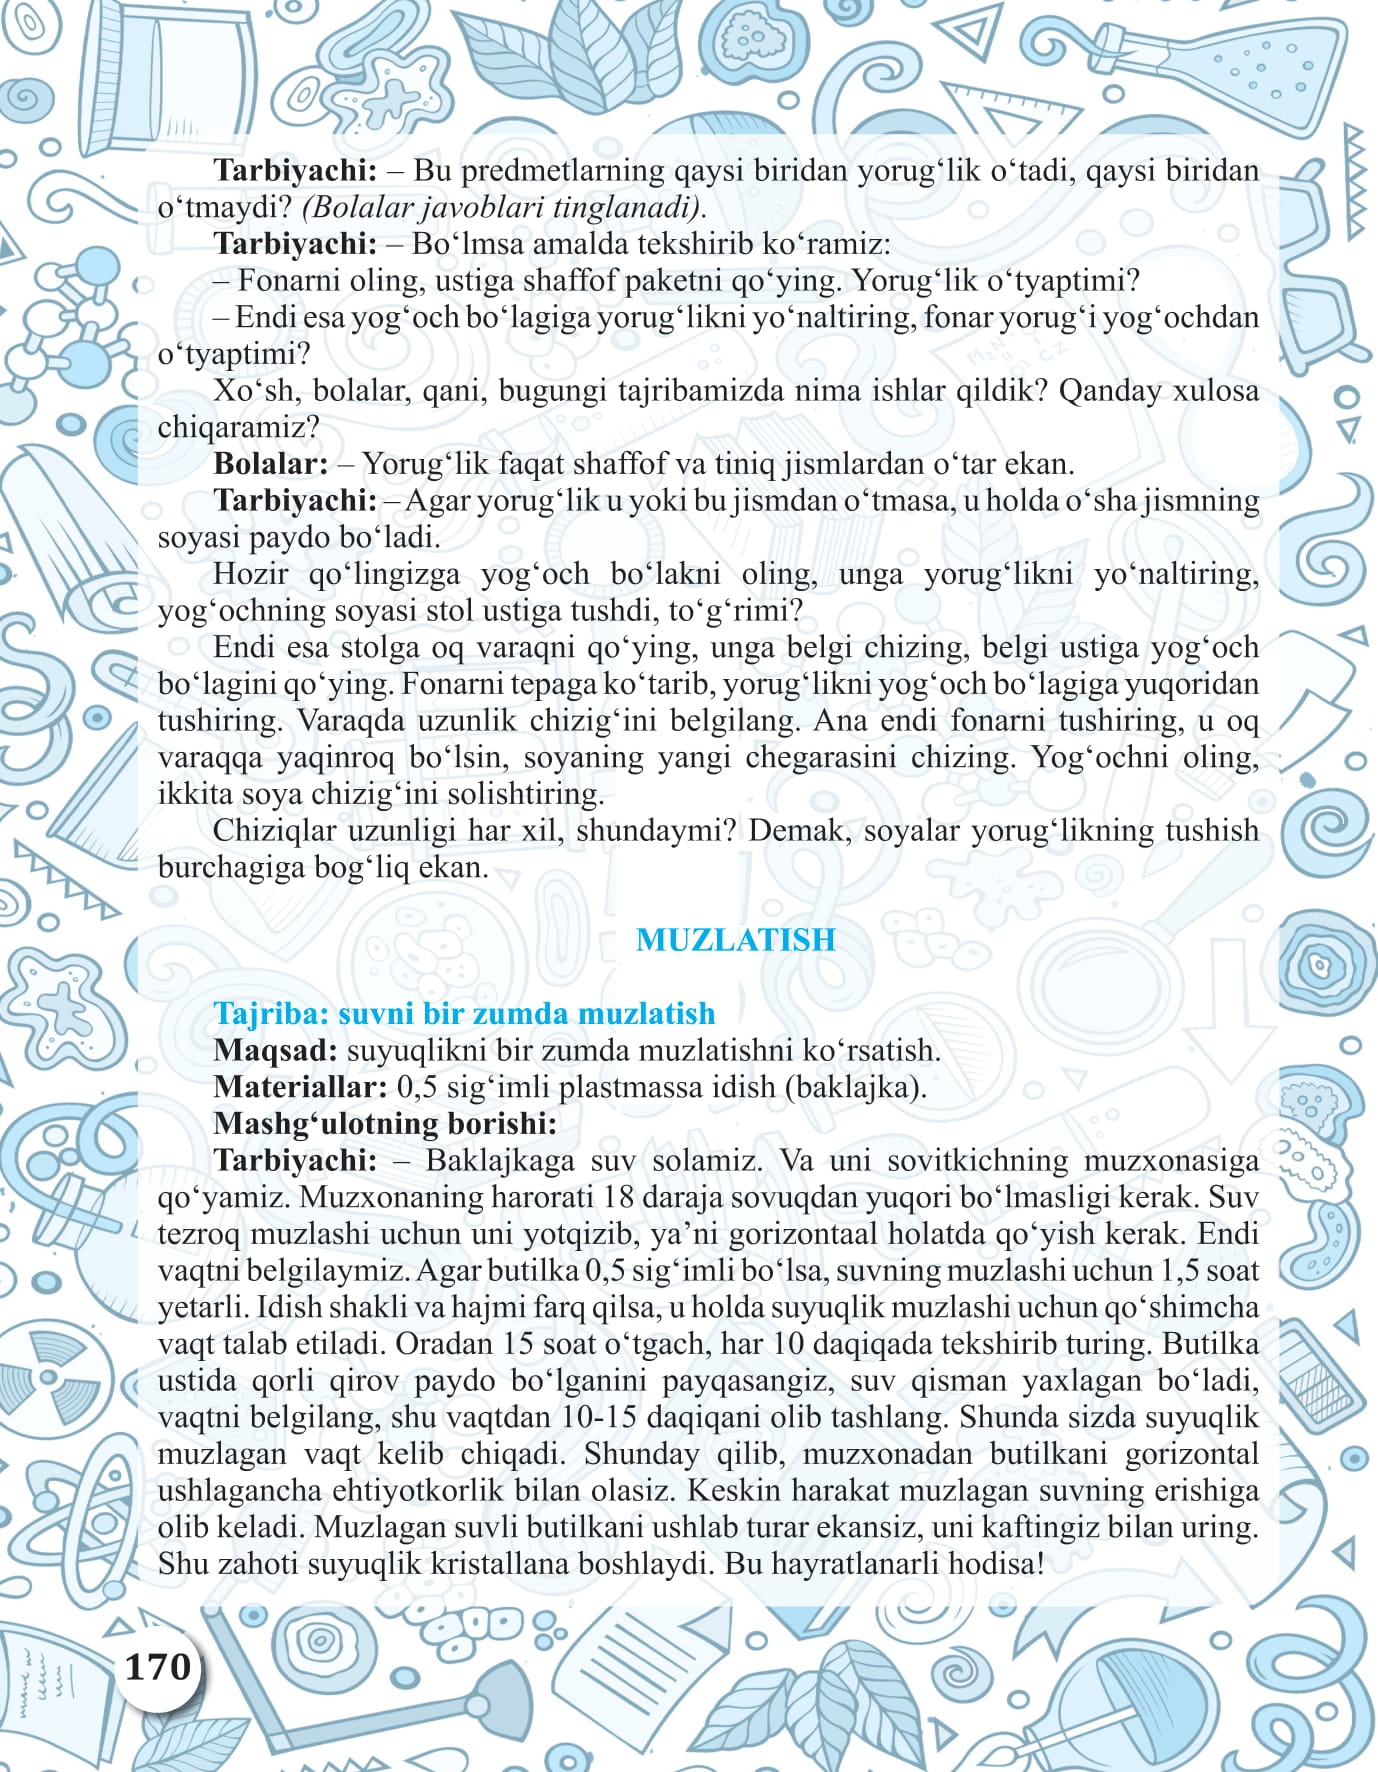 Tarbiyachi: – Bu predmetlarning qaysi biridan yorug‘lik o‘tadi, qaysi biridan
o‘tmaydi? (Bolalar javoblari tinglanadi).
Tarbiyachi: – Bo‘lmsa amalda tekshirib ko‘ramiz:
– Fonarni oling, ustiga shaffof paketni qo‘ying. Yorug‘lik o‘tyaptimi?
– Endi esa yog‘och bo‘lagiga yorug‘likni yo‘naltiring, fonar yorug‘i yog‘ochdan
o‘tyaptimi?
Xo‘sh, bolalar, qani, bugungi tajribamizda nima ishlar qildik? Qanday xulosa
chiqaramiz?
Bolalar: – Yorug‘lik faqat shaffof va tiniq jismlardan o‘tar ekan.
Tarbiyachi: – Agar yorug‘lik u yoki bu jismdan o‘tmasa, u holda o‘sha jismning
soyasi paydo bo‘ladi.
Hozir qo‘lingizga yog‘och bo‘lakni oling, unga yorug‘likni yo‘naltiring,
yog‘ochning soyasi stol ustiga tushdi, to‘g‘rimi?
Endi esa stolga oq varaqni qo‘ying, unga belgi chizing, belgi ustiga yog‘och
bo‘lagini qo‘ying. Fonarni tepaga ko‘tarib, yorug‘likni yog‘och bo‘lagiga yuqoridan
tushiring. Varaqda uzunlik chizig‘ini belgilang. Ana endi fonarni tushiring, u oq
varaqqa yaqinroq bo‘lsin, soyaning yangi chegarasini chizing. Yog‘ochni oling,
ikkita soya chizig‘ini solishtiring.
Chiziqlar uzunligi har xil, shundaymi? Demak, soyalar yorug‘likning tushish
burchagiga bog‘liq ekan.
MUZLATISH
Tajriba: suvni bir zumda muzlatish
Maqsad: suyuqlikni bir zumda muzlatishni ko‘rsatish.
Materiallar: 0,5 sig‘imli plastmassa idish (baklajka).
Mashg‘ulotning borishi:
Tarbiyachi: – Baklajkaga suv solamiz. Va uni sovitkichning muzxonasiga
qo‘yamiz. Muzxonaning harorati 18 daraja sovuqdan yuqori bo‘lmasligi kerak. Suv
tezroq muzlashi uchun uni yotqizib, ya’ni gorizontaal holatda qo‘yish kerak. Endi
vaqtni belgilaymiz. Agar butilka 0,5 sig‘imli bo‘lsa, suvning muzlashi uchun 1,5 soat
yetarli. Idish shakli va hajmi farq qilsa, u holda suyuqlik muzlashi uchun qo‘shimcha
vaqt talab etiladi. Oradan 15 soat o‘tgach, har 10 daqiqada tekshirib turing. Butilka
ustida qorli qirov paydo bo‘lganini payqasangiz, suv qisman yaxlagan bo‘ladi,
vaqtni belgilang, shu vaqtdan 10-15 daqiqani olib tashlang. Shunda sizda suyuqlik
muzlagan vaqt kelib chiqadi. Shunday qilib, muzxonadan butilkani gorizontal
ushlagancha ehtiyotkorlik bilan olasiz. Keskin harakat muzlagan suvning erishiga
olib keladi. Muzlagan suvli butilkani ushlab turar ekansiz, uni kaftingiz bilan uring.
Shu zahoti suyuqlik kristallana boshlaydi. Bu hayratlanarli hodisa!
170